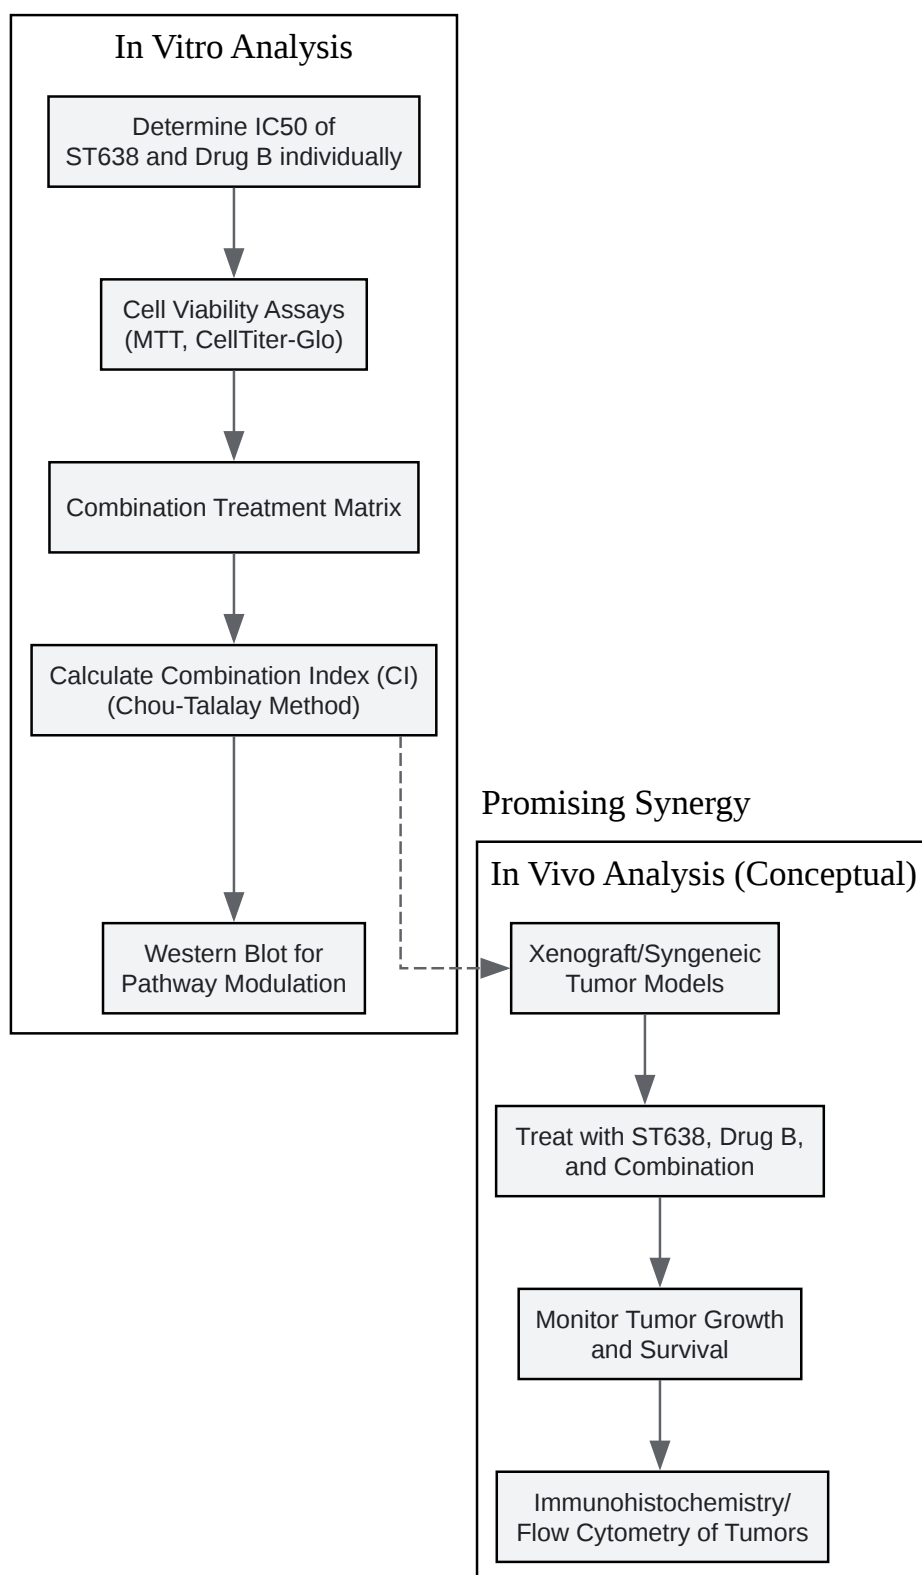 In Vitro Analysis
Determine IC50 of
ST638 and Drug B individually
Cell Viability Assays
(MTT, CellTiter-Glo)
Combination Treatment Matrix
Calculate Combination Index (CI)
(Chou-Talalay Method)
Western Blot for
Pathway Modulation
Promising Synergy
In Vivo Analysis (Conceptual)
Xenograft/Syngeneic
Tumor Models
Treat with ST638, Drug B,
and Combination
Monitor Tumor Growth
and Survival
Immunohistochemistry/
Flow Cytometry of Tumors